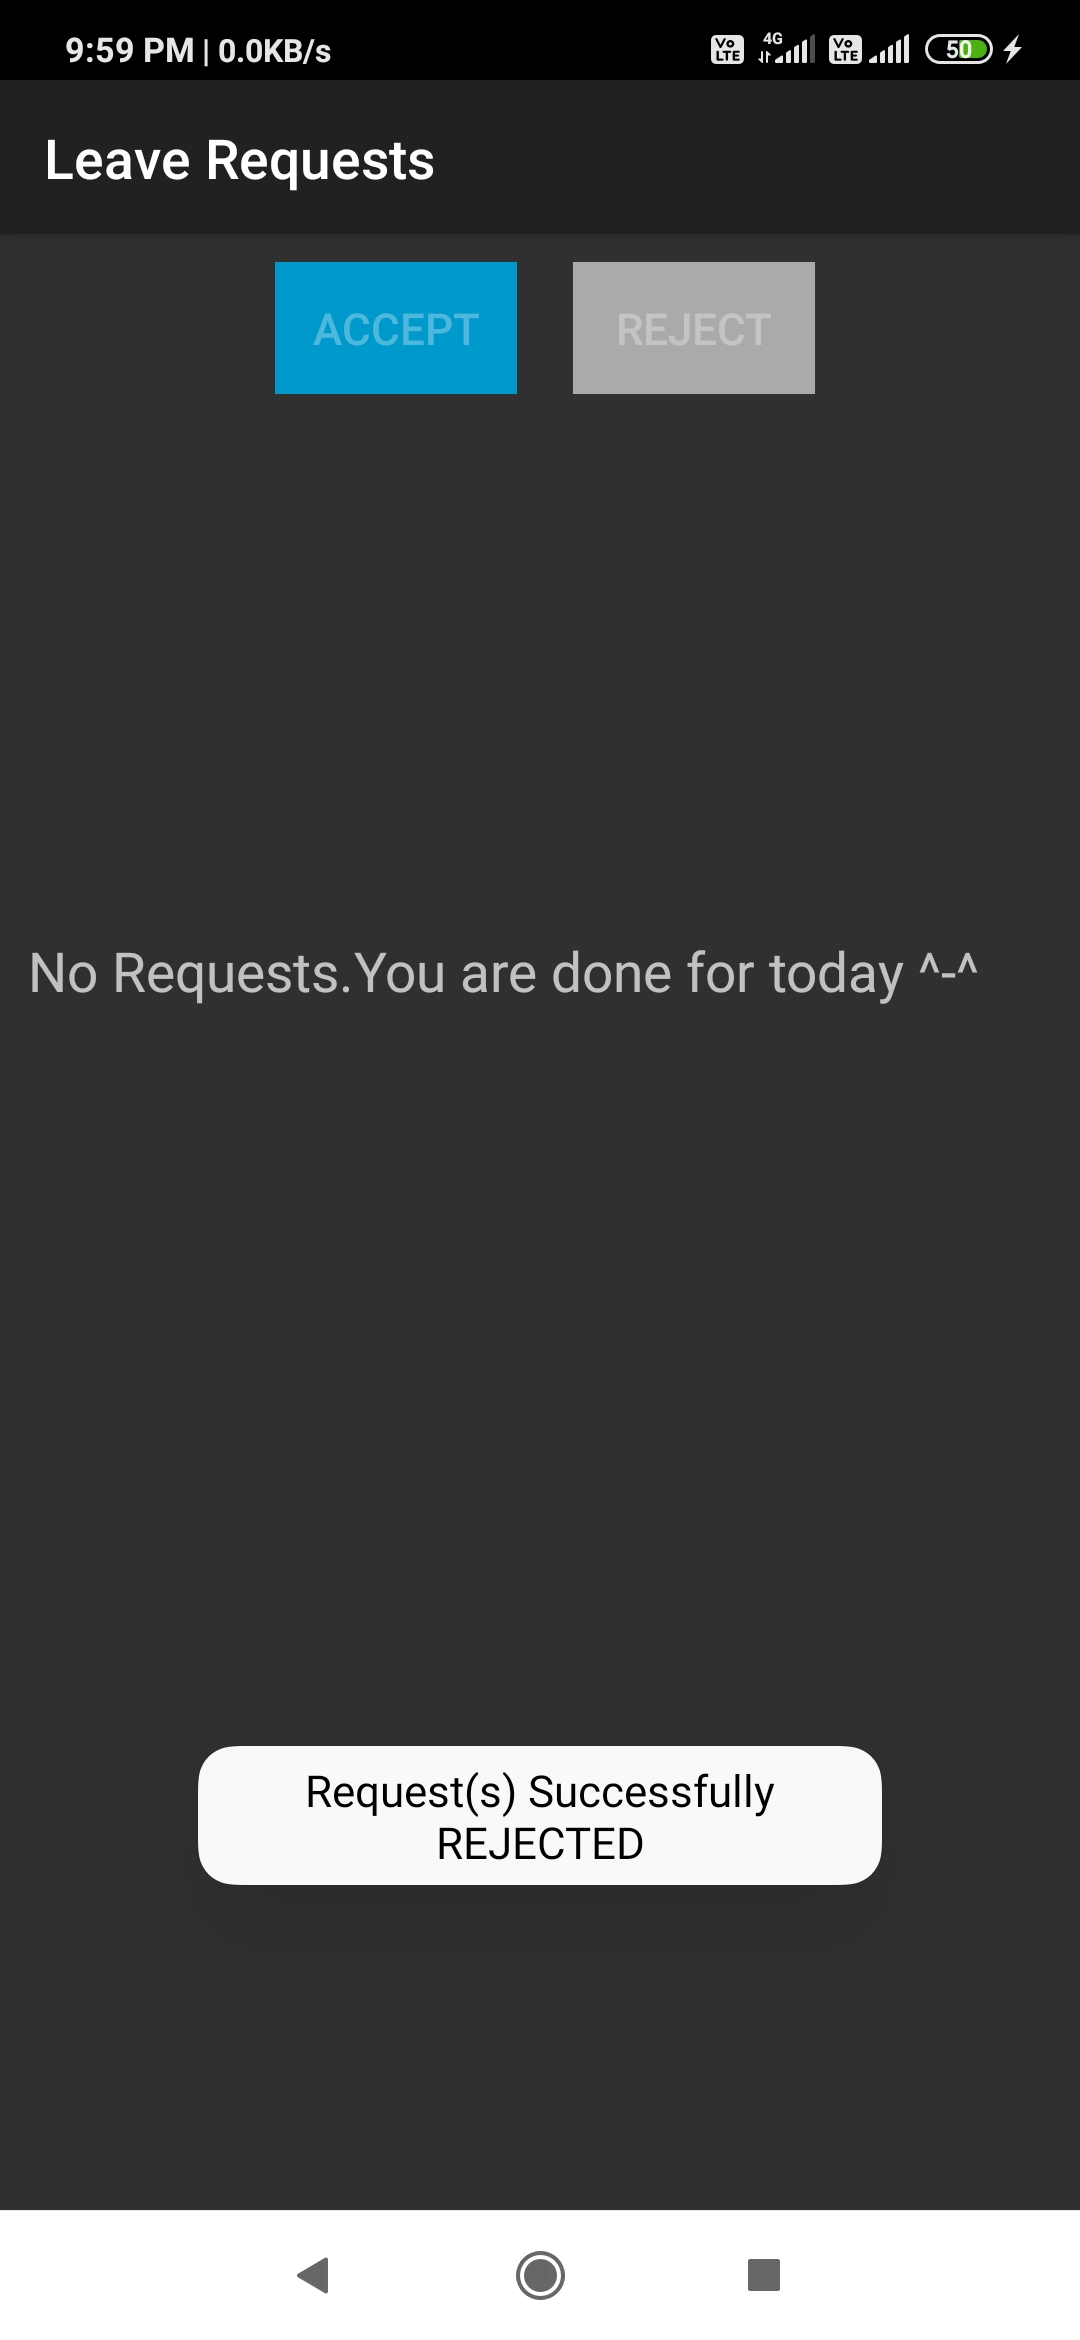 9:59 PM | 0.0KB/s Vo LTE 4G Vo LTE 50
Leave Requests
ACCEPT REJECT
No Requests.You are done for today ^-^
Request(s) Successfully
REJECTED